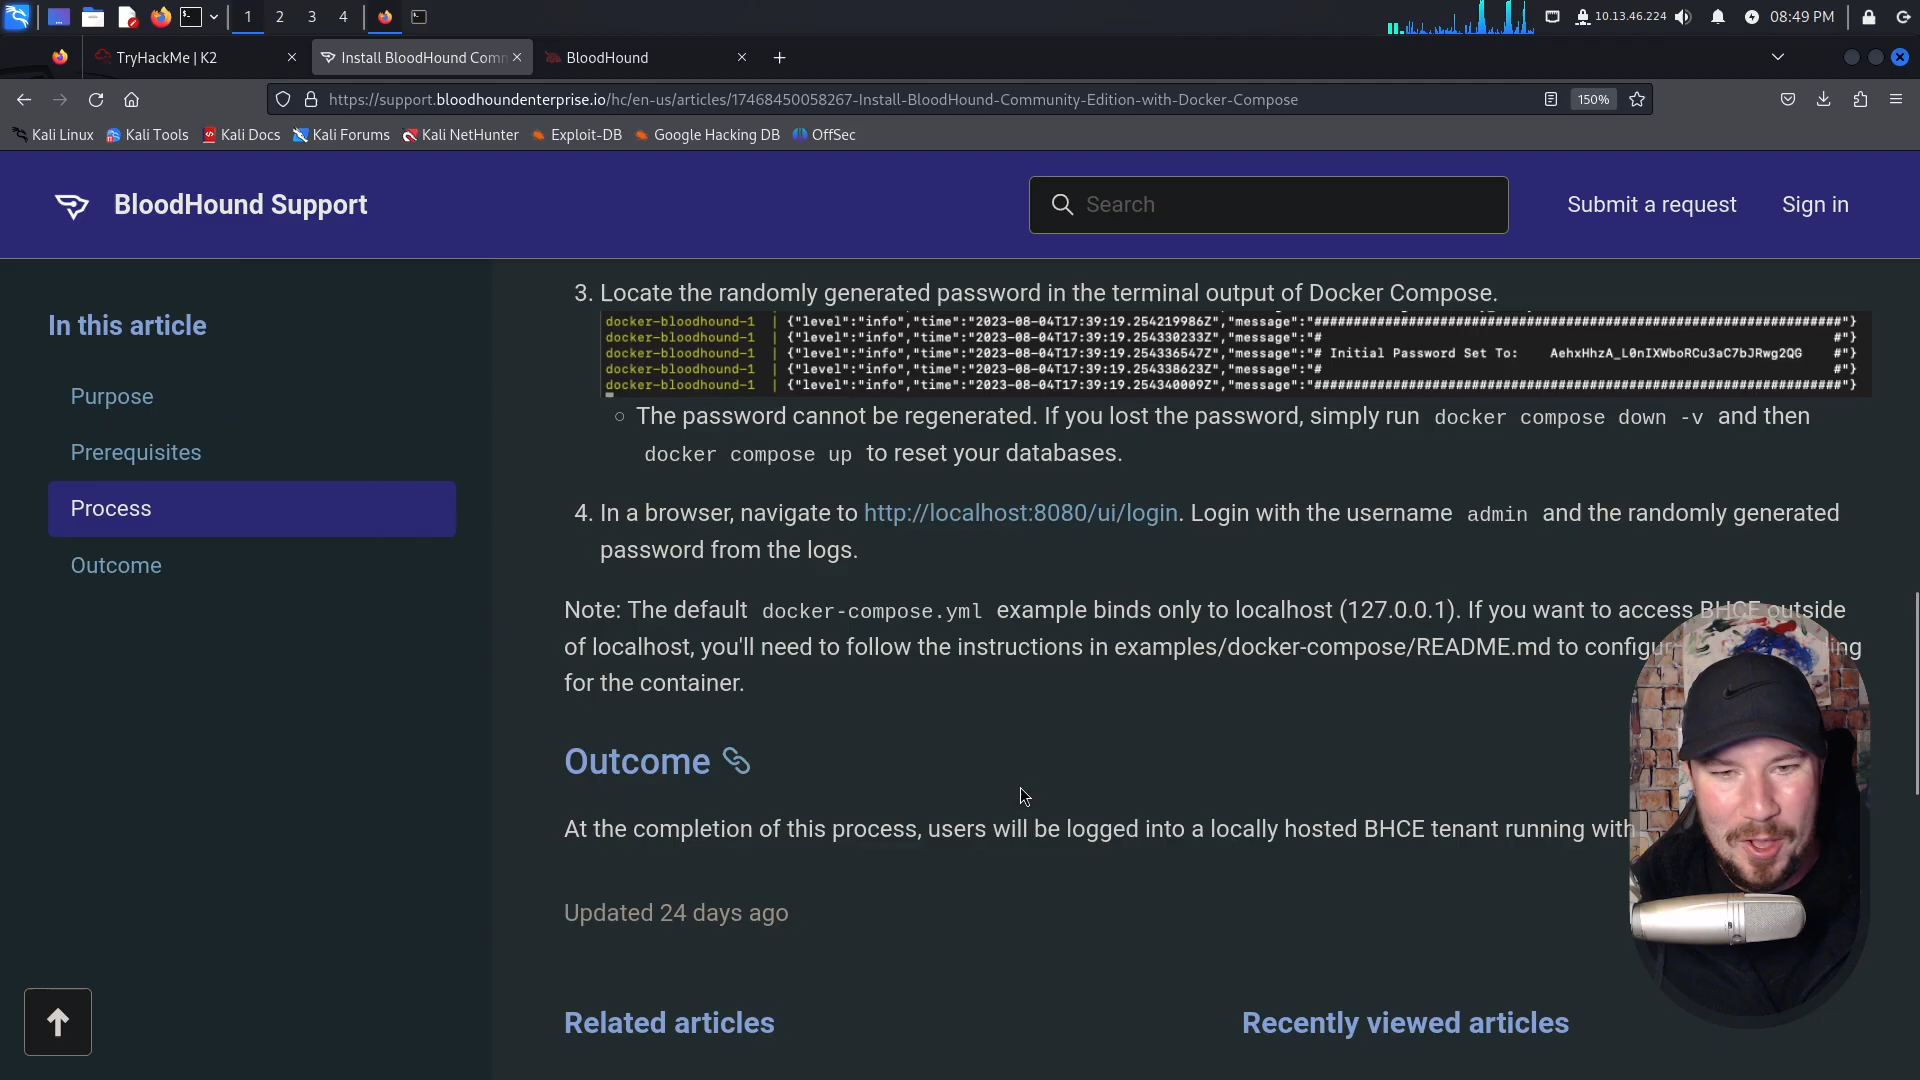 1 2 3 4
10.13.46.224 08:49 PM
TryHackMe | K2 Install BloodHound Comm BloodHound
https://support.bloodhoundenterprise.io/hc/en-us/articles/17468450058267-Install-BloodHound-Community-Edition-with-Docker-Compose 150%
Kali Linux Kali Tools Kali Docs Kali Forums Kali NetHunter Exploit-DB Google Hacking DB OffSec
BloodHound Support
Search
Submit a request Sign in
In this article
Purpose
Prerequisites
Process
Outcome
3. Locate the randomly generated password in the terminal output of Docker Compose.
docker-bloodhound-1 | {"level":"info","time":"2023-08-04T17:39:19.254219986Z","message":"####################################################################"}
docker-bloodhound-1 | {"level":"info","time":"2023-08-04T17:39:19.254330233Z","message":"# #"}
docker-bloodhound-1 | {"level":"info","time":"2023-08-04T17:39:19.254336547Z","message":"# Initial Password Set To: AehxHhzA_L0nIXWboRCu3aC7bJRwg2QG #"}
docker-bloodhound-1 | {"level":"info","time":"2023-08-04T17:39:19.254338623Z","message":"# #"}
docker-bloodhound-1 | {"level":"info","time":"2023-08-04T17:39:19.254340009Z","message":"####################################################################"}
○ The password cannot be regenerated. If you lost the password, simply run docker compose down -v and then
docker compose up to reset your databases.
4. In a browser, navigate to http://localhost:8080/ui/login. Login with the username admin and the randomly generated
password from the logs.
Note: The default docker-compose.yml example binds only to localhost (127.0.0.1). If you want to access BHCE outside
of localhost, you'll need to follow the instructions in examples/docker-compose/README.md to
for the container.
Outcome
At the completion of this process, users will be logged into a locally hosted BHCE tenant running with
Updated 24 days ago
Related articles
Recently viewed articles